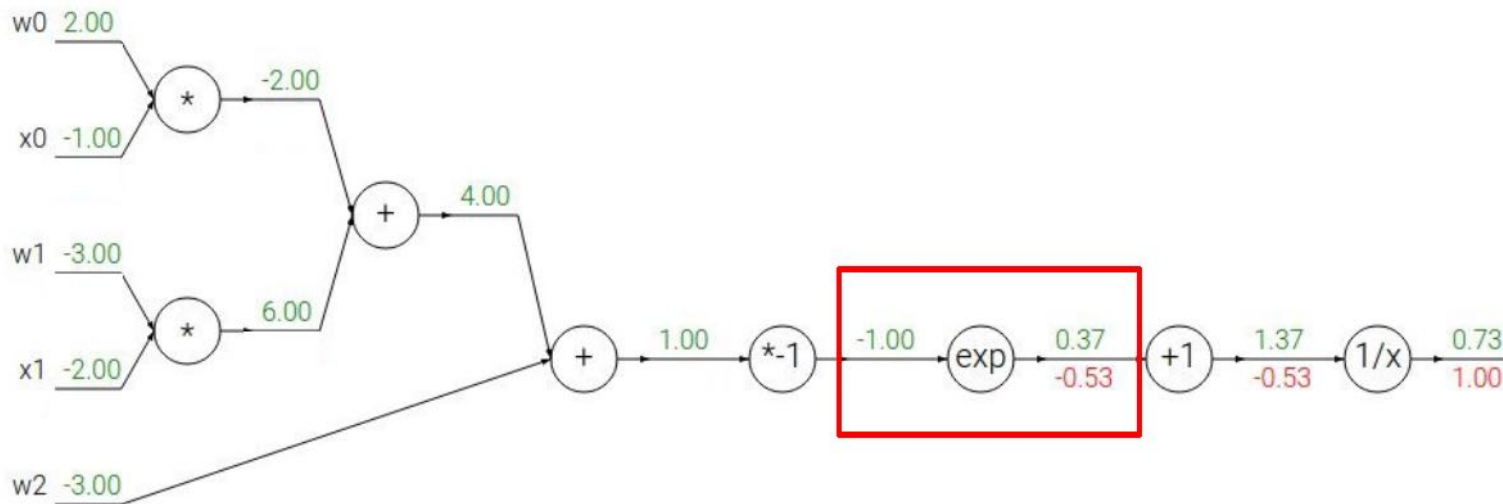 w0 2.00
* -2.00
x0 -1.00
+ 4.00
w1 -3.00
* 6.00
x1 -2.00
+ 1.00 *-1 -1.00 exp 0.37 +1 1.37 1/x 0.73
-0.53 -0.53 1.00
w2 -3.00